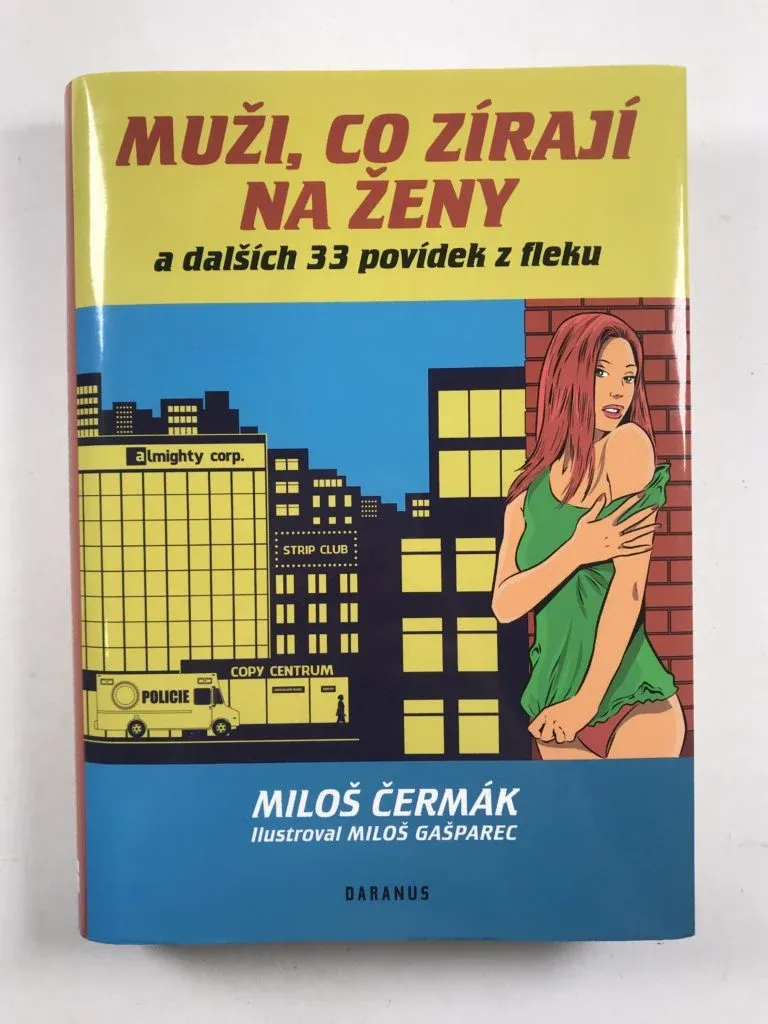 MUŽI, CO ZÍRAJÍ
NA ŽENY
a dalších 33 povídek z fleku
almighty corp.
STRIP CLUB
COPY CENTRUM
POLICIE
MILOŠ ČERMÁK
Ilustroval MILOŠ GAŠPAREC
DARANUS